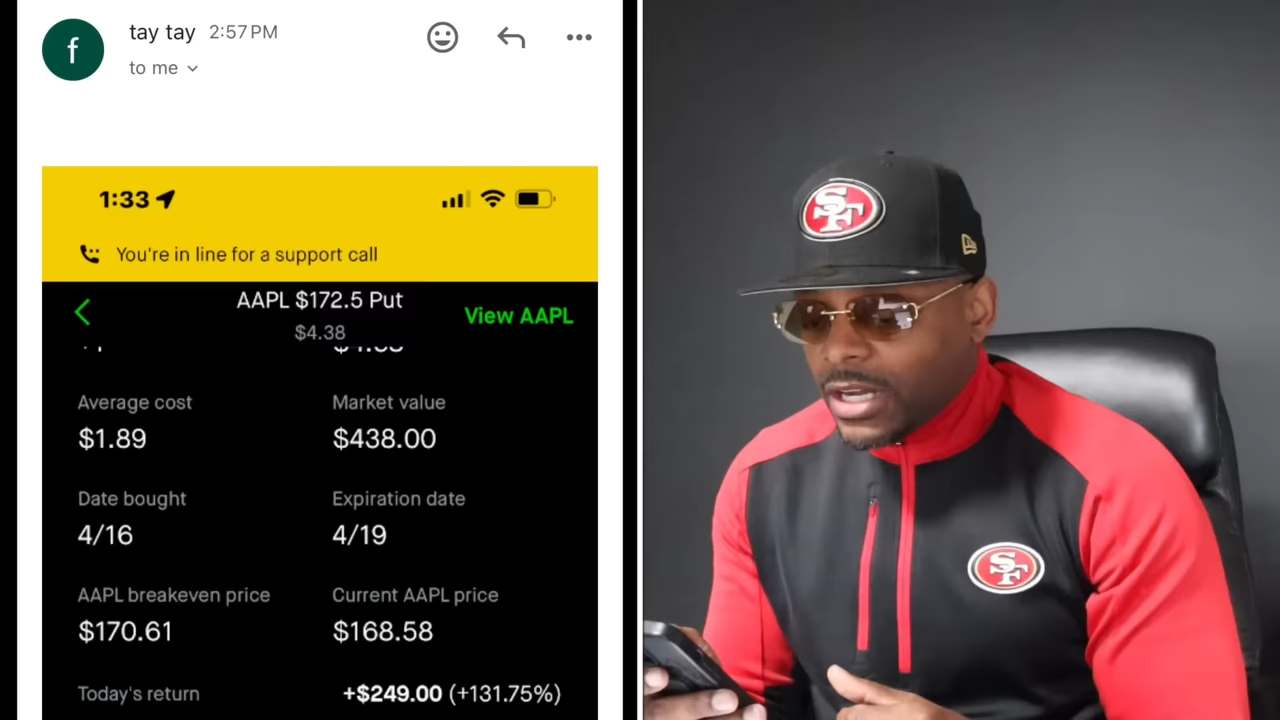 f
tay tay 2:57 PM
to me
1:33
You're in line for a support call
AAPL $172.5 Put
View AAPL
$4.38
Average cost
Market value
$1.89
$438.00
Date bought
Expiration date
4/16
4/19
AAPL breakeven price
Current AAPL price
$170.61
$168.58
Today's return
+$249.00 (+131.75%)
SF
SF